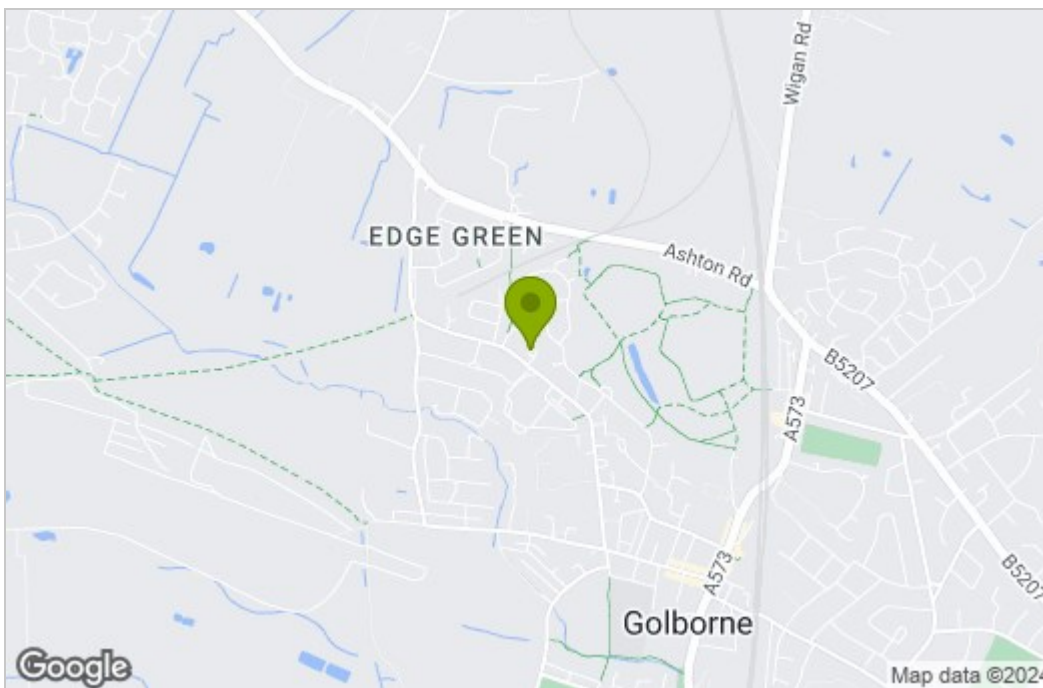 Wigan Rd
EDGE GREEN
Ashton Rd
B5207
A573
B5207
A573
Golborne
Google
Map data ©2024